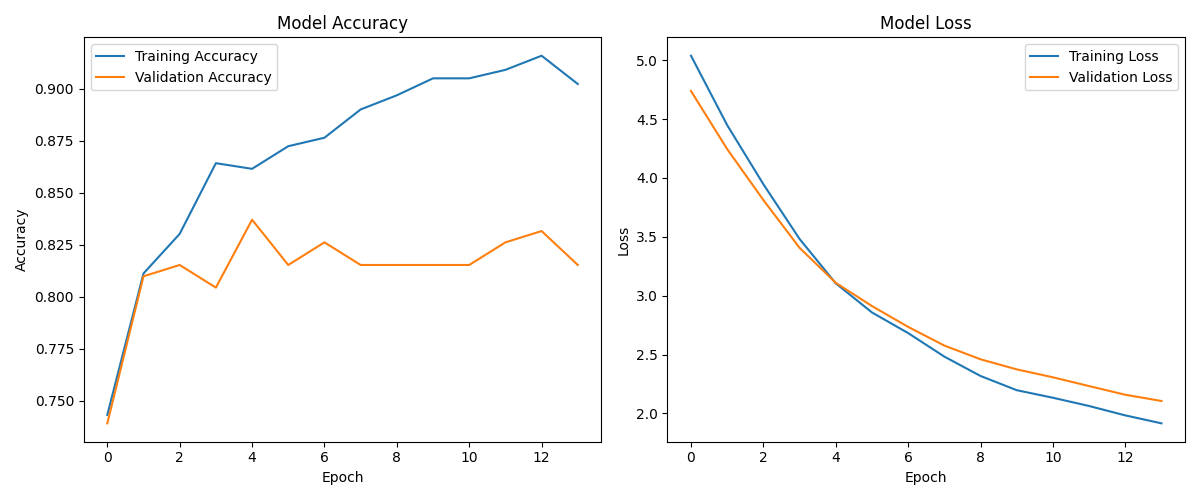 Model Accuracy
Training Accuracy
Validation Accuracy
0.900
0.875
0.850
0.825
0.800
0.775
0.750
Accuracy
0 2 4 6 8 10 12
Epoch
Model Loss
Training Loss
Validation Loss
5.0
4.5
4.0
3.5
3.0
2.5
2.0
Loss
0 2 4 6 8 10 12
Epoch